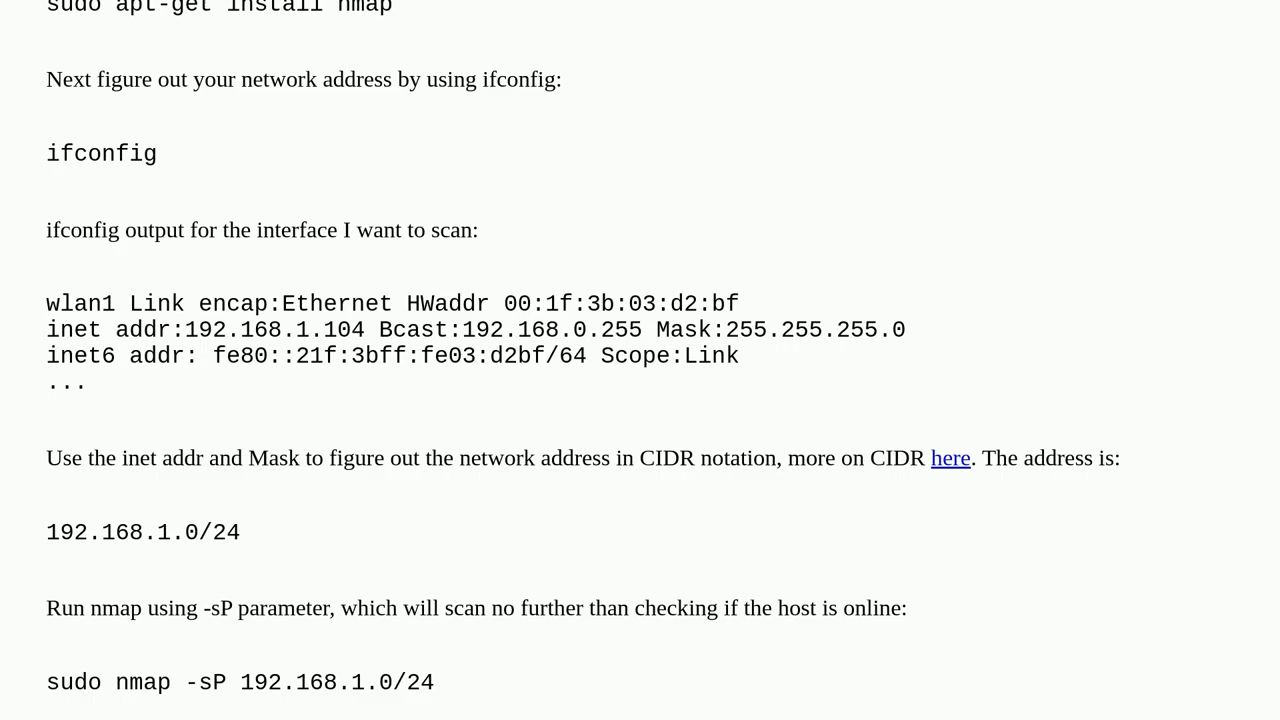 sudo apt-get install nmap
Next figure out your network address by using ifconfig:
ifconfig
ifconfig output for the interface I want to scan:
wlan1 Link encap:Ethernet HWaddr 00:1f:3b:03:d2:bf
inet addr:192.168.1.104 Bcast:192.168.0.255 Mask:255.255.255.0
inet6 addr: fe80::21f:3bff:fe03:d2bf/64 Scope:Link
...
Use the inet addr and Mask to figure out the network address in CIDR notation, more on CIDR here. The address is:
192.168.1.0/24
Run nmap using -sP parameter, which will scan no further than checking if the host is online:
sudo nmap -sP 192.168.1.0/24